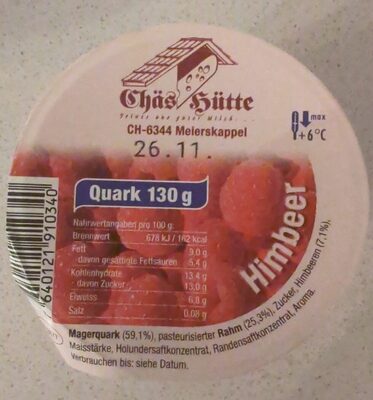 Chäs Hütte
Feines aus guter Milch...
CH-6344 Meierskappel
26.11.
max
+6°C
Quark 130 g
Himbeer
Nährwertangaben pro 100 g:
Brennwert 678 kJ / 162 kcal
Fett 9,0 g
- davon gesättigte Fettsäuren 5,4 g
Kohlenhydrate 13,4 g
- davon Zucker 13,0 g
Eiweiss 6,8 g
Salz 0,08 g
7640121 910340
Magerquark (59,1%), pasteurisierter Rahm (25,3%), Zucker, Himbeeren (7,1%),
Maisstärke, Holundersaftkonzentrat, Randensaftkonzentrat, Aroma.
Verbrauchen bis: siehe Datum.